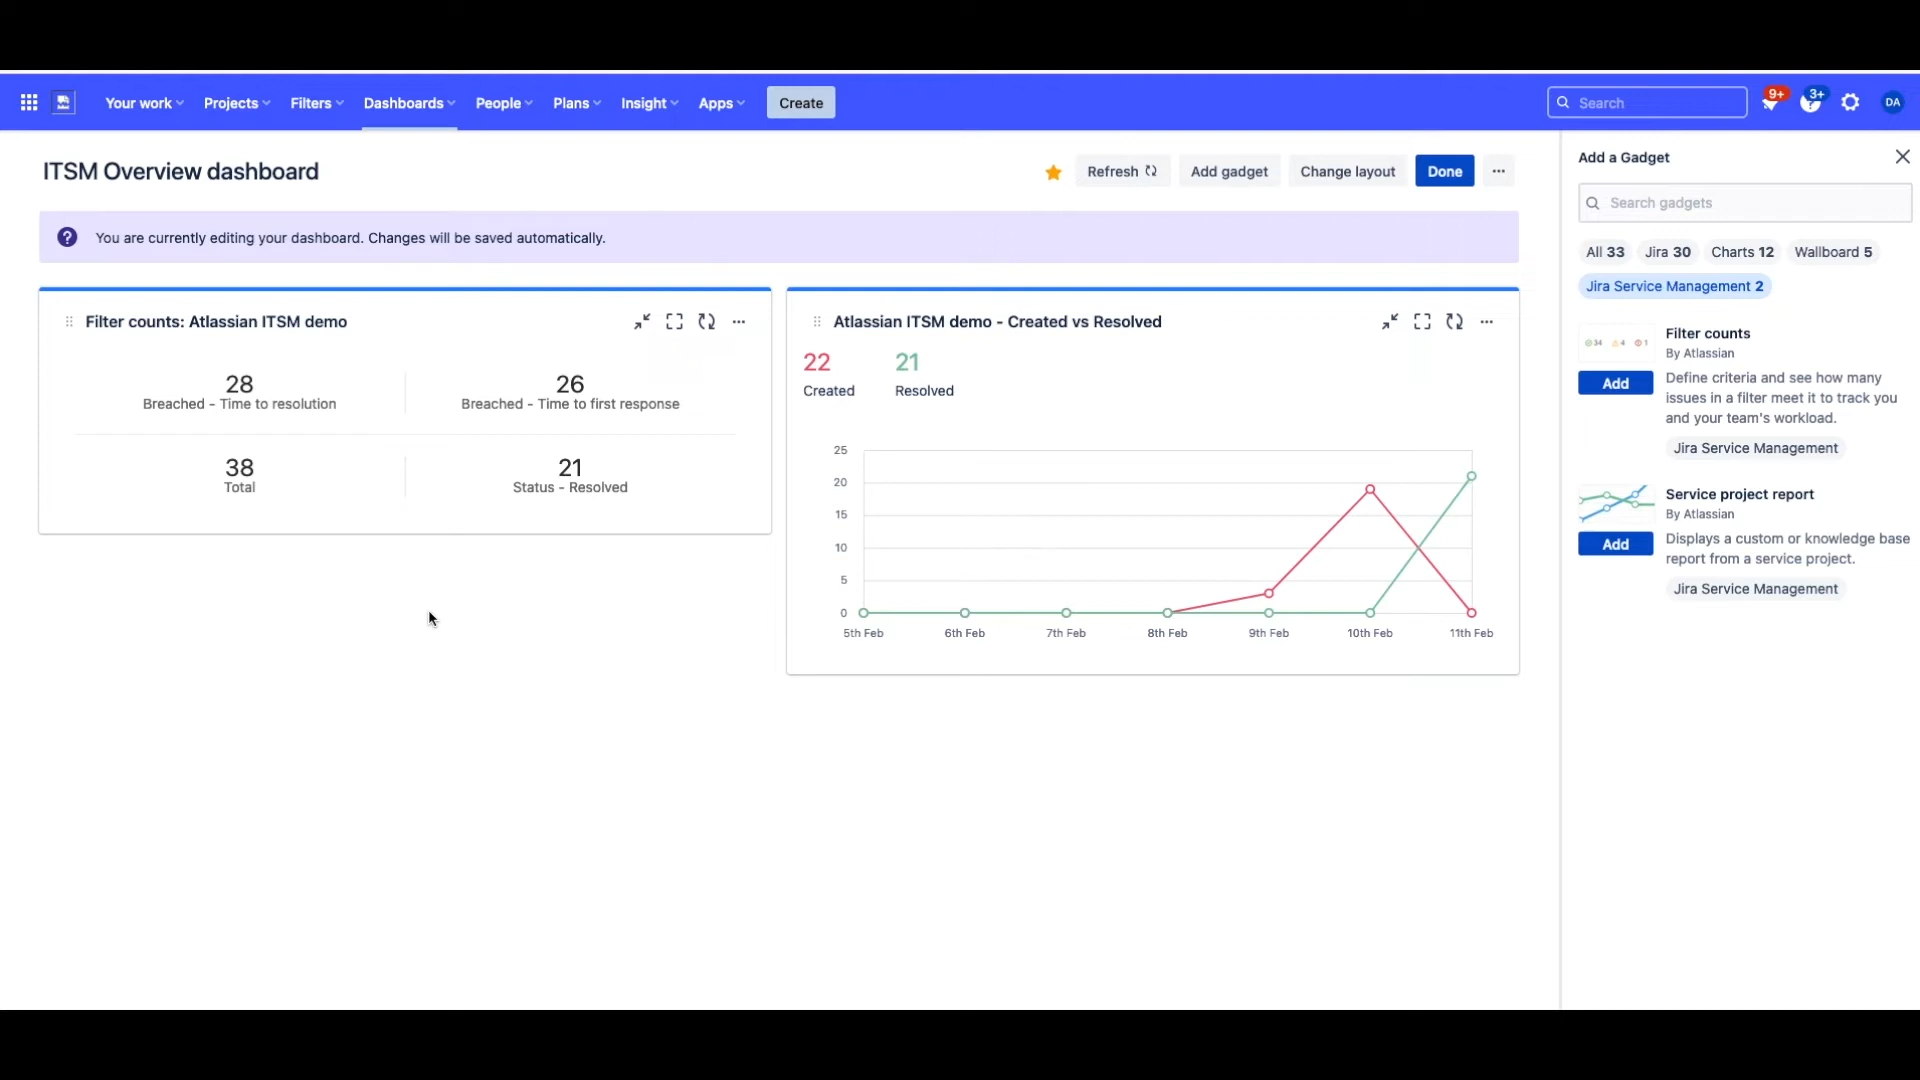 Your work Projects Filters Dashboards People Plans Insight Apps Create Search 9+ 3+ DA
ITSM Overview dashboard
Refresh Add gadget Change layout Done
You are currently editing your dashboard. Changes will be saved automatically.
Filter counts: Atlassian ITSM demo
28
Breached - Time to resolution
26
Breached - Time to first response
38
Total
21
Status - Resolved
Atlassian ITSM demo - Created vs Resolved
22
Created
21
Resolved
25
20
15
10
5
0
5th Feb 6th Feb 7th Feb 8th Feb 9th Feb 10th Feb 11th Feb
Add a Gadget
Search gadgets
All 33 Jira 30 Charts 12 Wallboard 5
Jira Service Management 2
34 4 1
Filter counts
By Atlassian
Add
Define criteria and see how many
issues in a filter meet it to track you
and your team's workload.
Jira Service Management
Service project report
By Atlassian
Add
Displays a custom or knowledge base
report from a service project.
Jira Service Management